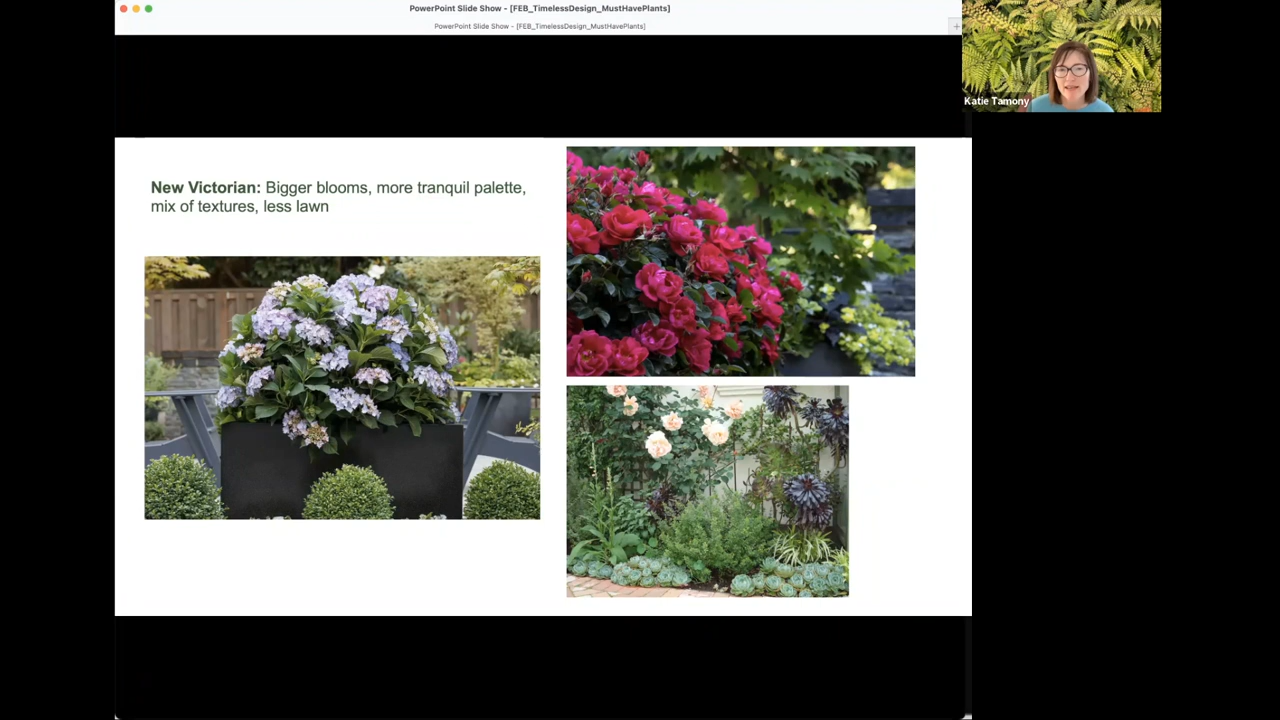 PowerPoint Slide Show - [FEB_TimelessDesign_MustHavePlants]
PowerPoint Slide Show - [FEB_TimelessDesign_MustHavePlants]
Katie Tamony
New Victorian: Bigger blooms, more tranquil palette,
mix of textures, less lawn